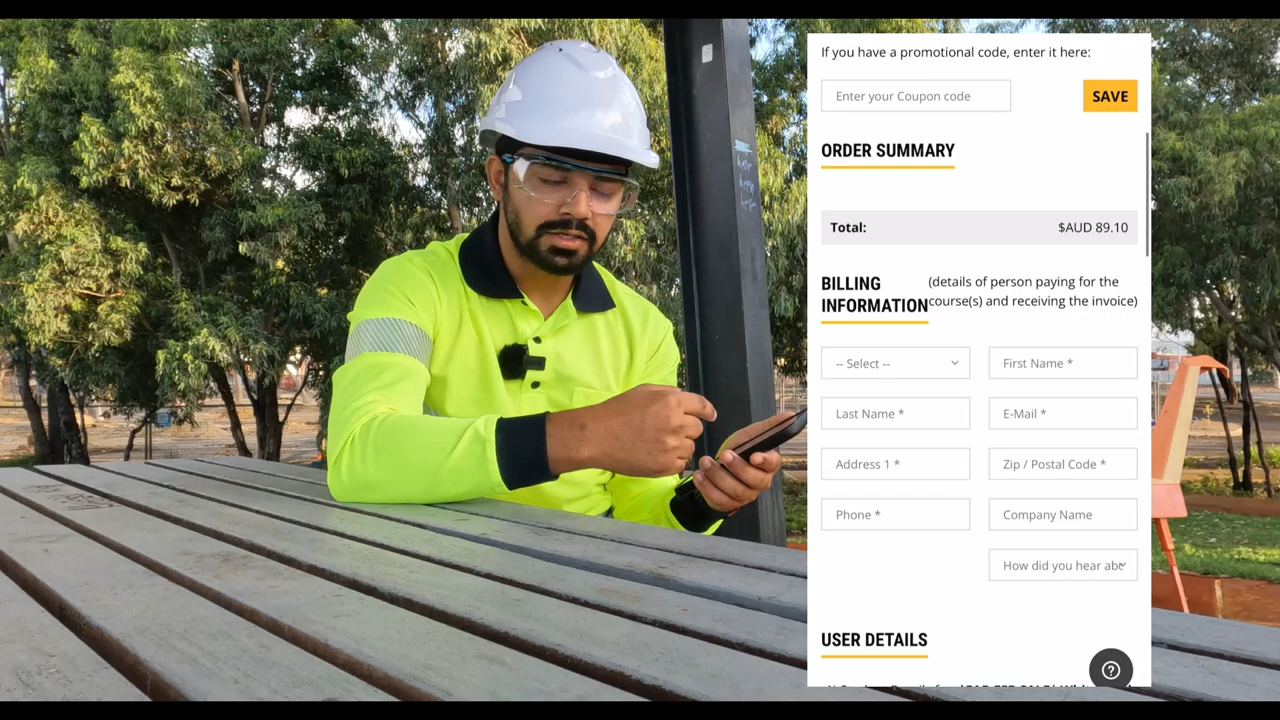 If you have a promotional code, enter it here:
Enter your Coupon code
SAVE
ORDER SUMMARY
Total: $AUD 89.10
BILLING INFORMATION
(details of person paying for the course(s) and receiving the invoice)
-- Select --
First Name *
Last Name *
E-Mail *
Address 1 *
Zip / Postal Code *
Phone *
Company Name
How did you hear abc
USER DETAILS